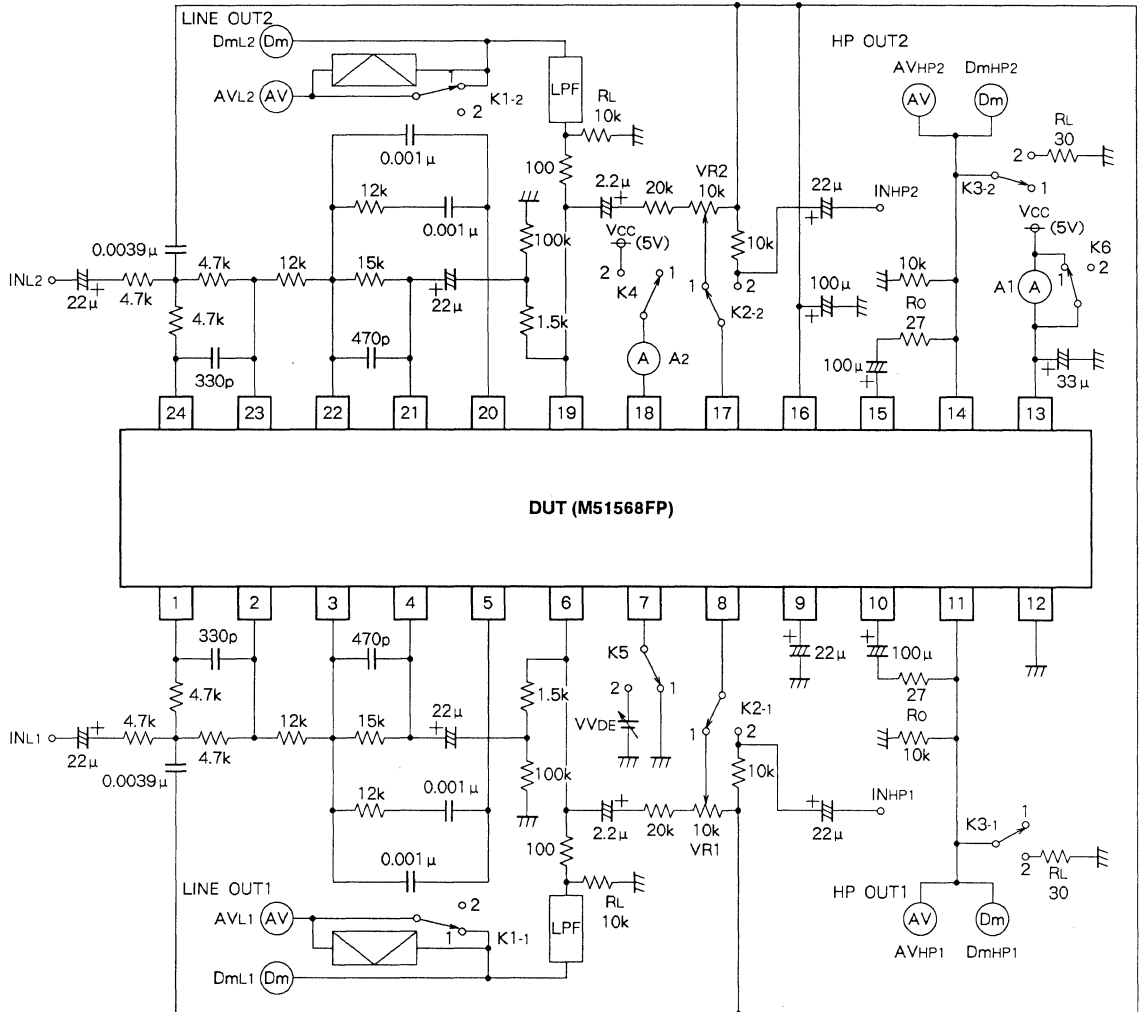 LINE OUT2
DmL2 Dm
AVL2 AV
K1-2
2
LPF
RL
10k
0.001μ
12k
0.001μ
100
2.2μ +
20k
VR2
10k
22μ
+
INHP2
HP OUT2
AVHP2 DmHP2
AV Dm
RL
30
2
K3-2
1
VCC
(5V)
K6
2
1
A1 A
0.0039μ
INL2
22μ
+
4.7k
4.7k
12k
15k
+
22μ
100k
VCC
(5V)
2 1
K4
10k
1 2
K2-2
100μ
+
10k
RO
27
4.7k
330p
470p
1.5k
A A2
100μ
+
+
33μ
24 23 22 21 20 19 18 17 16 15 14 13
DUT (M51568FP)
1 2 3 4 5 6 7 8 9 10 11 12
330p
470p
K5
+
22μ
+
100μ
4.7k
1.5k
2 1
27
INL1
22μ
+
4.7k
4.7k
12k
15k
22μ
+
VVDE
K2-1
1 2
RO
10k
0.0039μ
12k
0.001μ
100k
10k
2.2μ
+
20k
10k
VR1
+
22μ
INHP1
K3-1
1
2
RL
30
0.001μ
100
LINE OUT1
AVL1 AV
2
1
K1-1
LPF
RL
10k
DmL1 Dm
HP OUT1
AV Dm
AVHP1 DmHP1